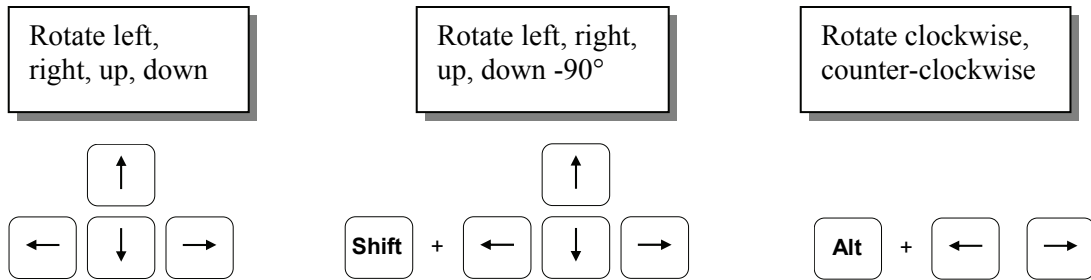 Rotate left,
right, up, down
Rotate left, right,
up, down -90°
Rotate clockwise,
counter-clockwise
↑
← ↓ →
↑
Shift + ← ↓ →
Alt + ← →